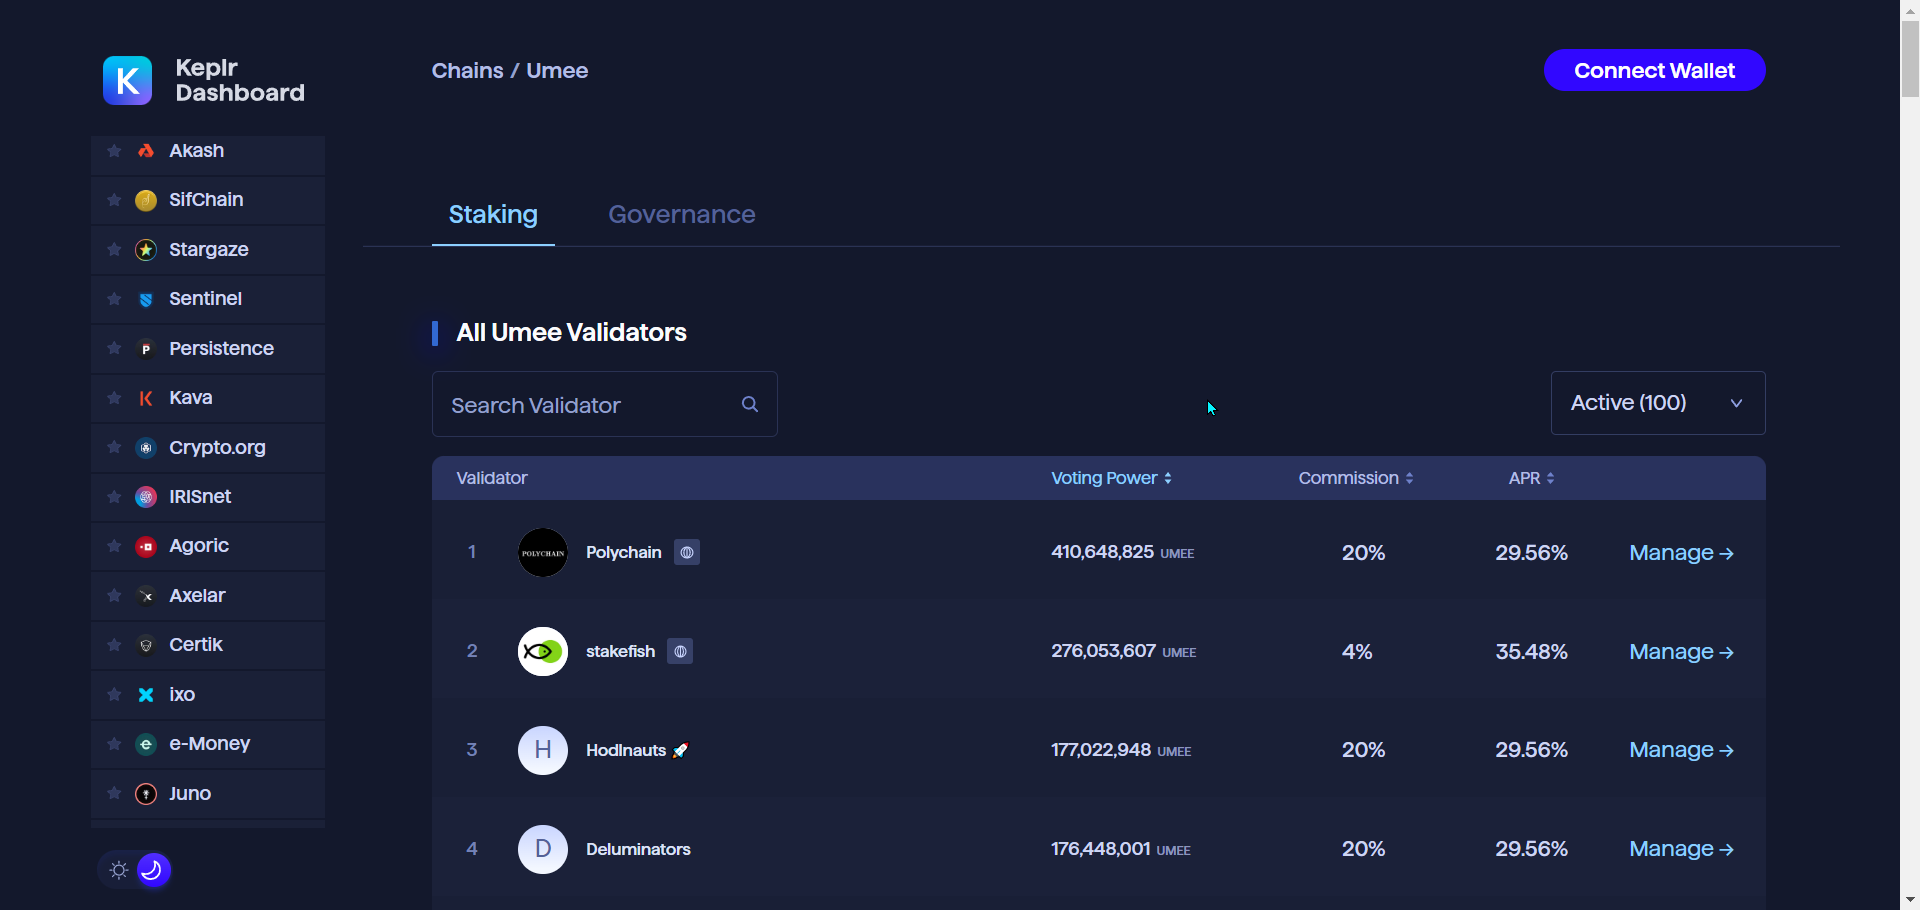 Keplr
Dashboard
Chains / Umee
Connect Wallet
Akash
SifChain
Stargaze
Sentinel
Persistence
Kava
Crypto.org
IRISnet
Agoric
Axelar
Certik
ixo
e-Money
Juno
Staking Governance
All Umee Validators
Search Validator
Active (100)
Validator Voting Power Commission APR
1 POLYCHAIN Polychain 410,648,825 UMEE 20% 29.56% Manage →
2 stakefish 276,053,607 UMEE 4% 35.48% Manage →
3 H Hodlnauts 🚀 177,022,948 UMEE 20% 29.56% Manage →
4 D Deluminators 176,448,001 UMEE 20% 29.56% Manage →